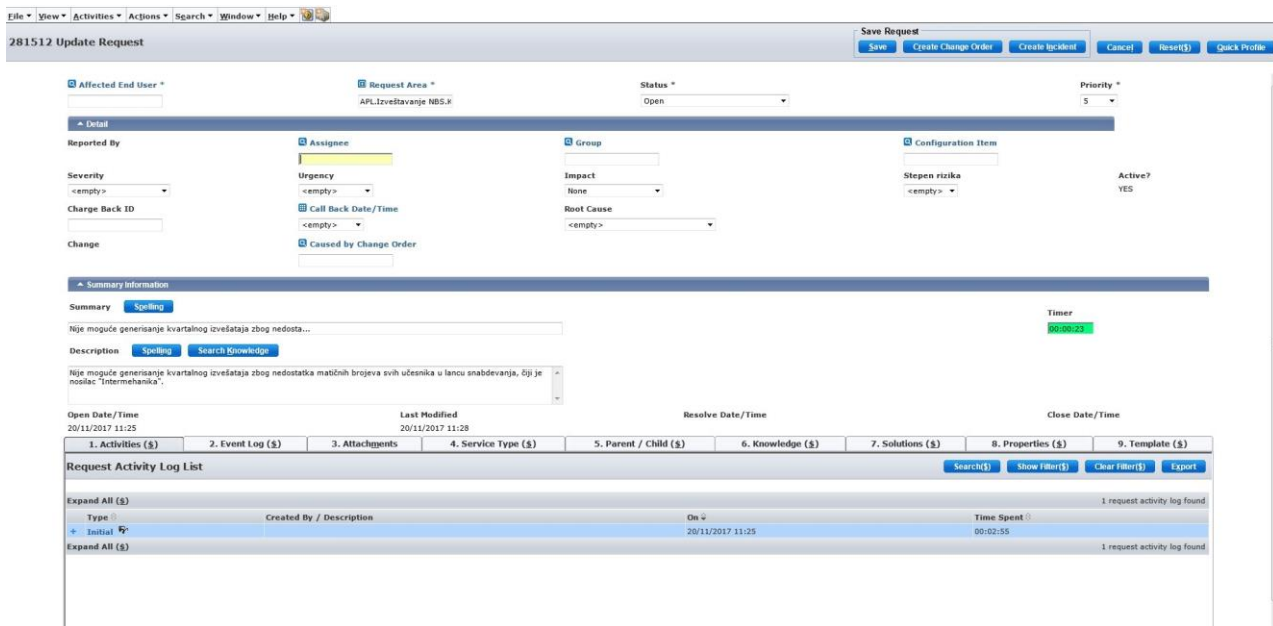 File View Activities Actions Search Window Help
281512 Update Request
Save Request
Save Create Change Order Create Incident Cancel Reset($) Quick Profile
Affected End User * Request Area * Status * Priority *
APL.Izveštavanje NBS.K Open 5
Detail
Reported By Assignee Group Configuration Item
Severity Urgency Impact Stepen rizika Active?
<empty> <empty> None <empty> YES
Charge Back ID Call Back Date/Time Root Cause
<empty> <empty>
Change Caused by Change Order
Summary Information
Summary Spelling Timer
Nije moguće generisanje kvartalnog izvešataja zbog nedosta... 00:00:23
Description Spelling Search Knowledge
Nije moguće generisanje kvartalnog izvešataja zbog nedostatka matičnih brojeva svih učesnika u lancu snabdevanja, čiji je
nosilac "Intermehanika".
Open Date/Time Last Modified Resolve Date/Time Close Date/Time
20/11/2017 11:25 20/11/2017 11:28
1. Activities ($) 2. Event Log ($) 3. Attachments 4. Service Type ($) 5. Parent / Child ($) 6. Knowledge ($) 7. Solutions ($) 8. Properties ($) 9. Template ($)
Request Activity Log List Search($) Show Filter($) Clear Filter($) Export
Expand All ($) 1 request activity log found
Type Created By / Description On Time Spent
+ Initial 20/11/2017 11:25 00:02:55
Expand All ($) 1 request activity log found